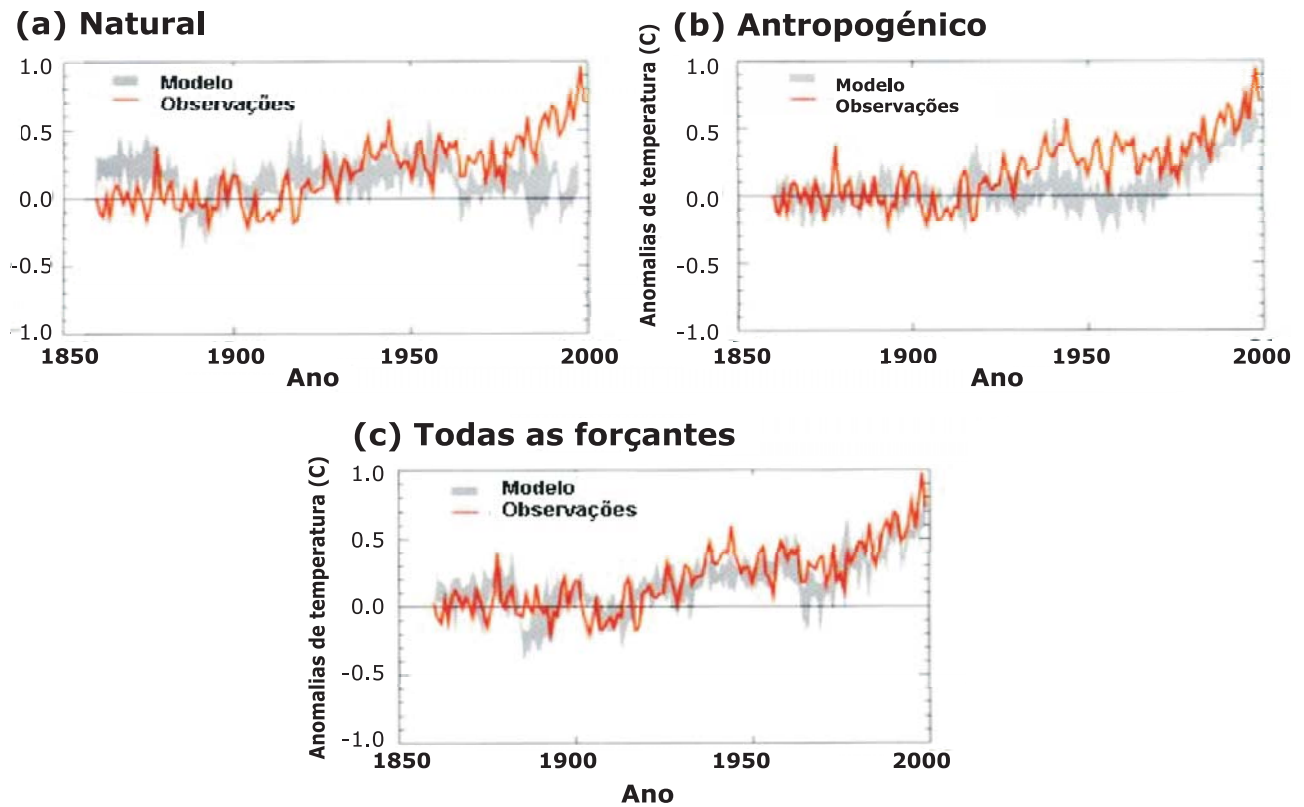 (a) Natural
1.0
0.5
0.0
-0.5
-1.0
Modelo
Observações
1850
1900
1950
2000
Ano
(b) Antropogénico
Anomalias de temperatura (C)
1.0
0.5
0.0
-0.5
-1.0
Modelo
Observações
1850
1900
1950
2000
Ano
(c) Todas as forçantes
Anomalias de temperatura (C)
1.0
0.5
0.0
-0.5
-1.0
Modelo
Observações
1850
1900
1950
2000
Ano